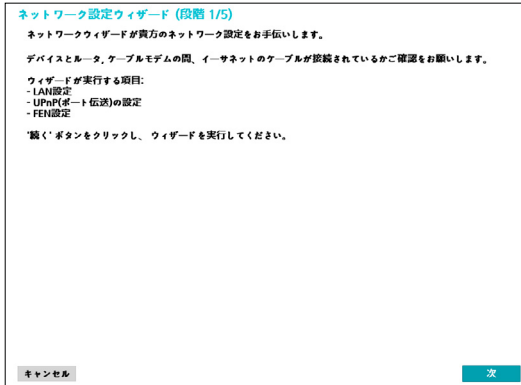 ネットワーク設定ウィザード (段階 1/5)
ネットワークウィザードが貴方のネットワーク設定をお手伝いします。
デバイスとルータ, ケーブルモデムの間、イーサネットのケーブルが接続されているかご確認をお願いします。
ウィザードが実行する項目:
- LAN設定
- UPnP(ポート伝送)の設定
- FEN設定
'続く' ボタンをクリックし、 ウィザードを実行してください。
キャンセル
次